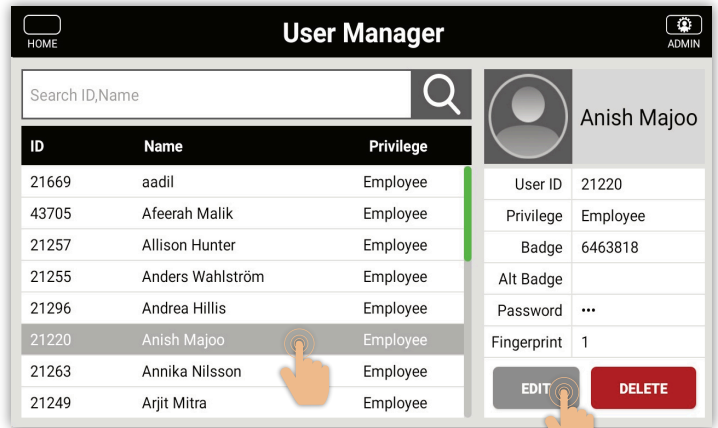 HOME
User Manager
ADMIN
Search ID,Name
ID Name Privilege
21669 aadil Employee
43705 Afeerah Malik Employee
21257 Allison Hunter Employee
21255 Anders Wahlström Employee
21296 Andrea Hillis Employee
21220 Anish Majoo Employee
21263 Annika Nilsson Employee
21249 Arjit Mitra Employee
Anish Majoo
User ID 21220
Privilege Employee
Badge 6463818
Alt Badge
Password •••
Fingerprint 1
EDIT DELETE